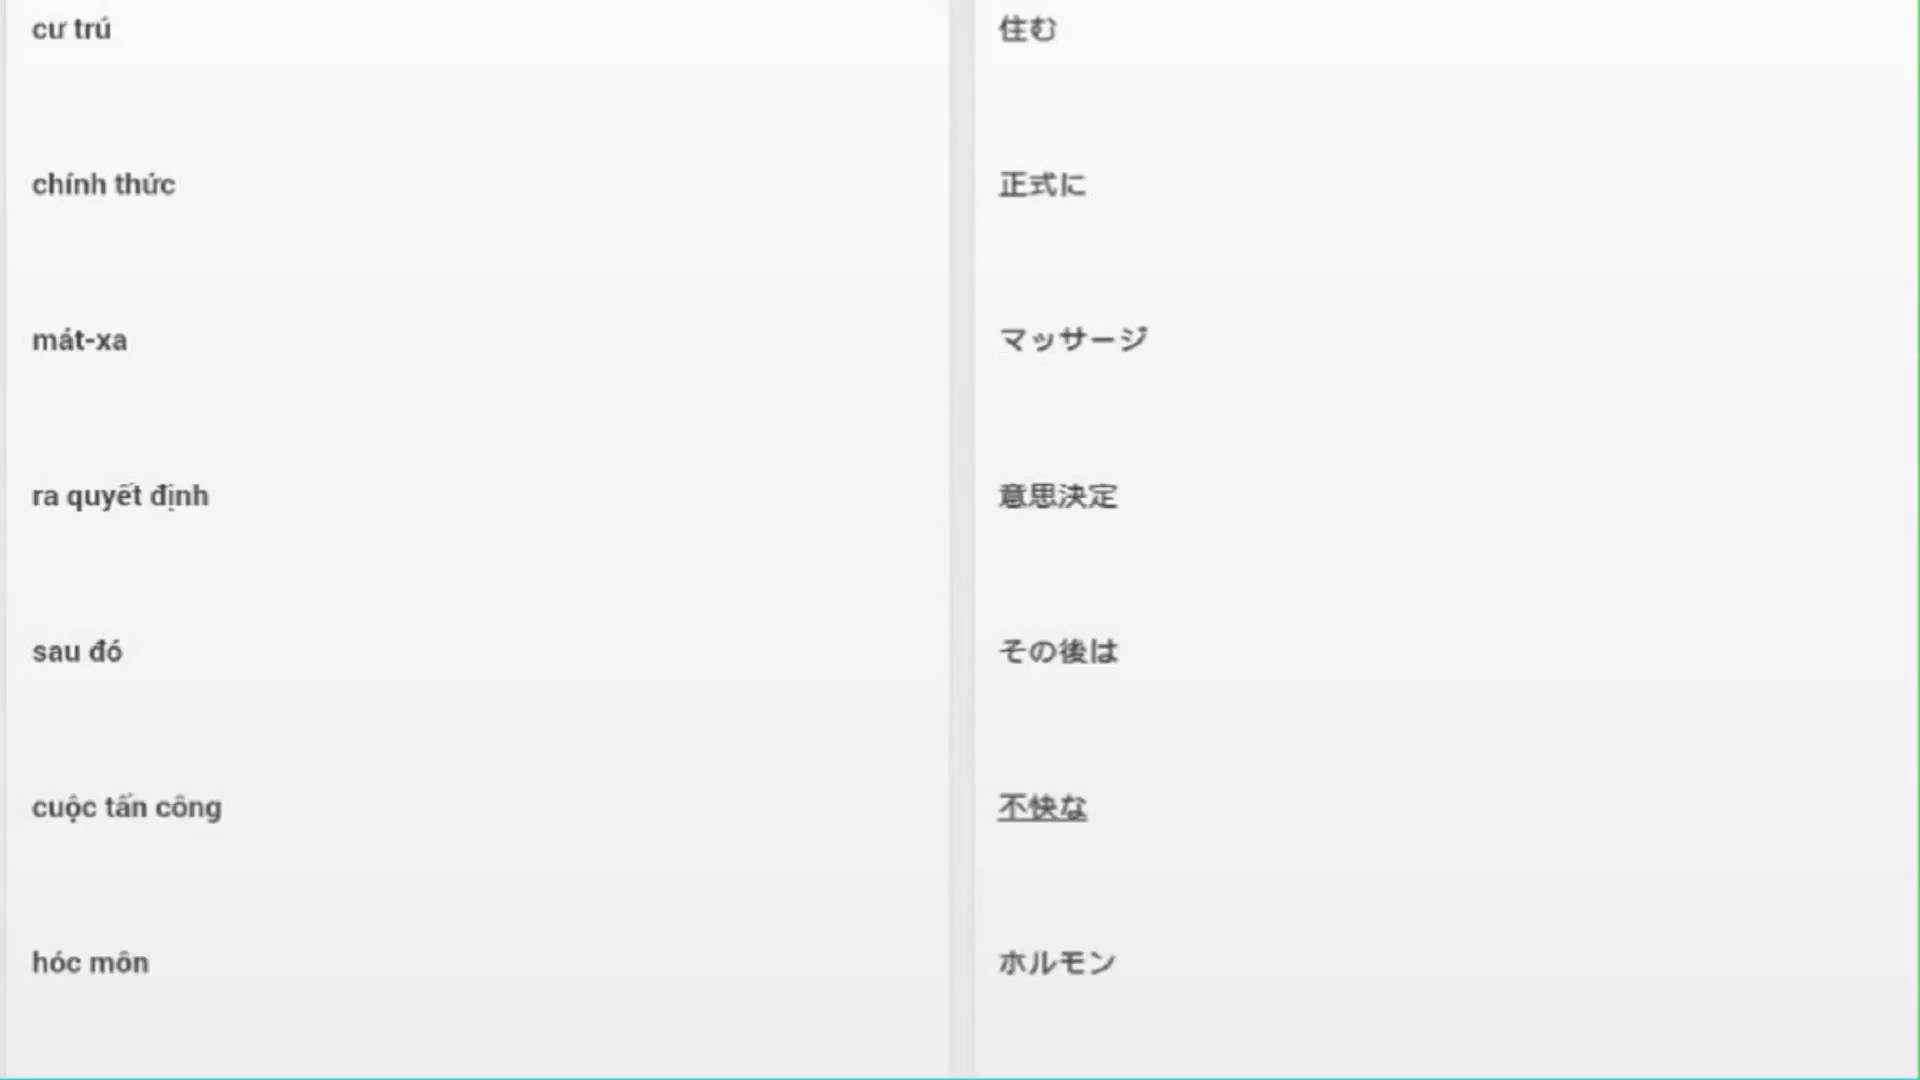 cư trú
住む
chính thức
正式に
mát-xa
マッサージ
ra quyết định
意思決定
sau đó
その後は
cuộc tấn công
不快な
hóc môn
ホルモン